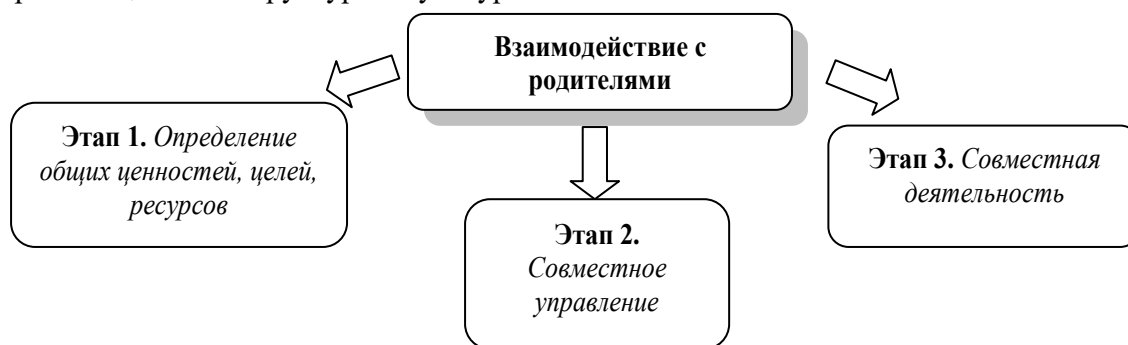 Взаимодействие с
родителями
Этап 1. Определение
общих ценностей, целей,
ресурсов
Этап 2.
Совместное
управление
Этап 3. Совместная
деятельность